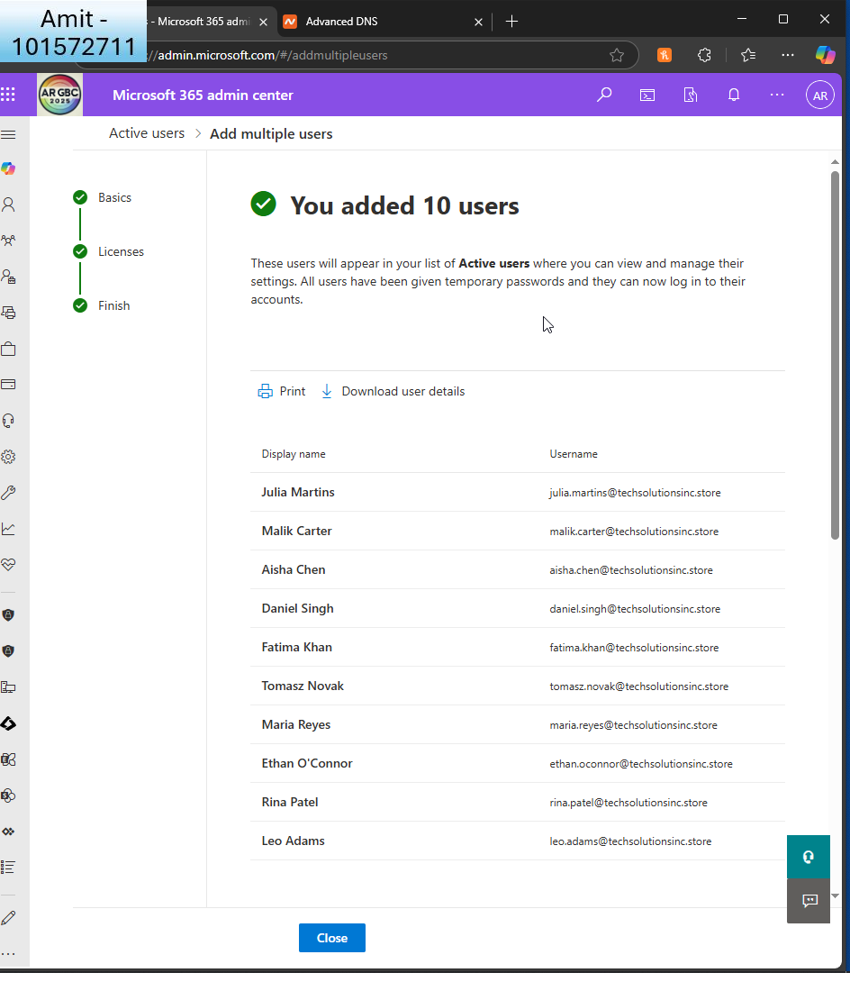 Amit -
101572711
- Microsoft 365 admi
Advanced DNS
//admin.microsoft.com/#/addmultipleusers
AR GBC
2025
Microsoft 365 admin center
AR
Active users > Add multiple users
Basics
Licenses
Finish
You added 10 users
These users will appear in your list of Active users where you can view and manage their
settings. All users have been given temporary passwords and they can now log in to their
accounts.
Print
Download user details
Display name Username
Julia Martins julia.martins@techsolutionsinc.store
Malik Carter malik.carter@techsolutionsinc.store
Aisha Chen aisha.chen@techsolutionsinc.store
Daniel Singh daniel.singh@techsolutionsinc.store
Fatima Khan fatima.khan@techsolutionsinc.store
Tomasz Novak tomasz.novak@techsolutionsinc.store
Maria Reyes maria.reyes@techsolutionsinc.store
Ethan O'Connor ethan.oconnor@techsolutionsinc.store
Rina Patel rina.patel@techsolutionsinc.store
Leo Adams leo.adams@techsolutionsinc.store
Close